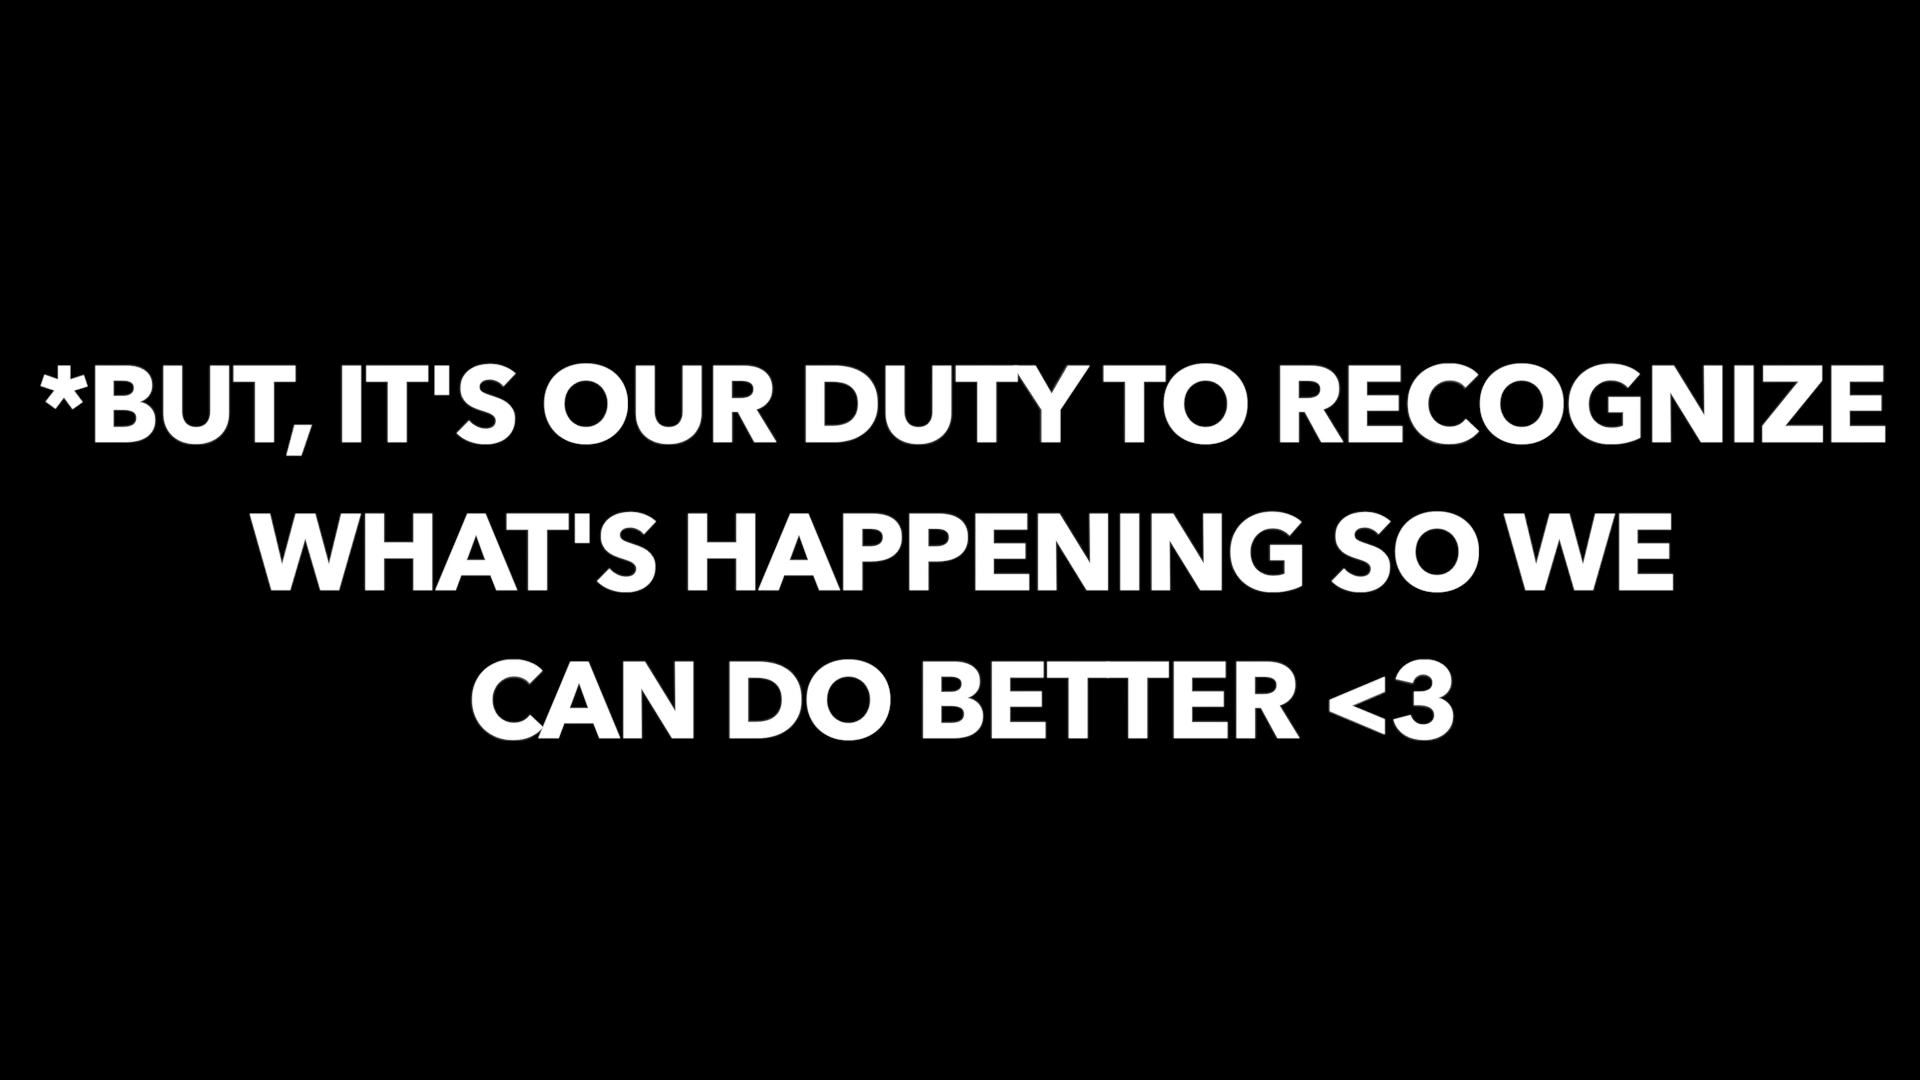 *BUT, IT'S OUR DUTY TO RECOGNIZE
WHAT'S HAPPENING SO WE
CAN DO BETTER <3